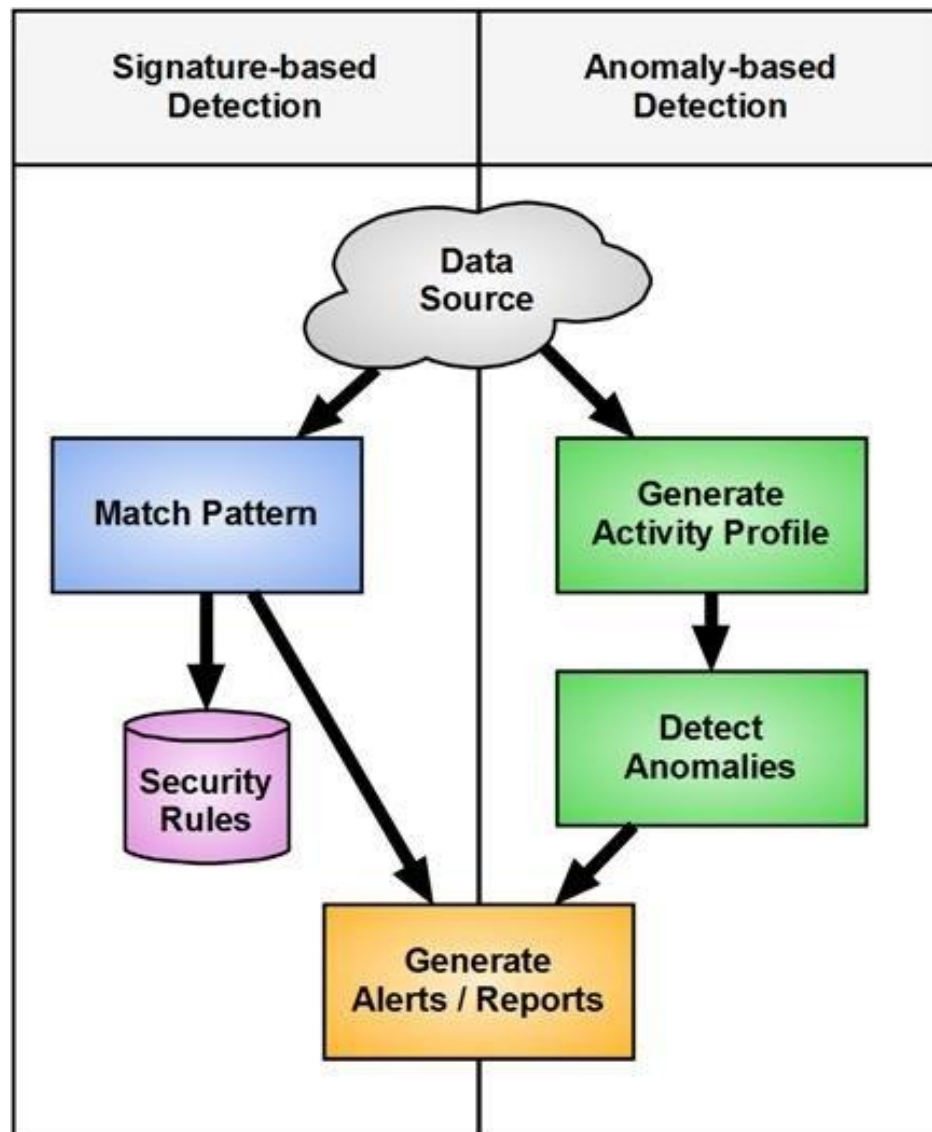 Signature-based
Detection
Anomaly-based
Detection
Data
Source
Match Pattern
Generate
Activity Profile
Security
Rules
Detect
Anomalies
Generate
Alerts / Reports